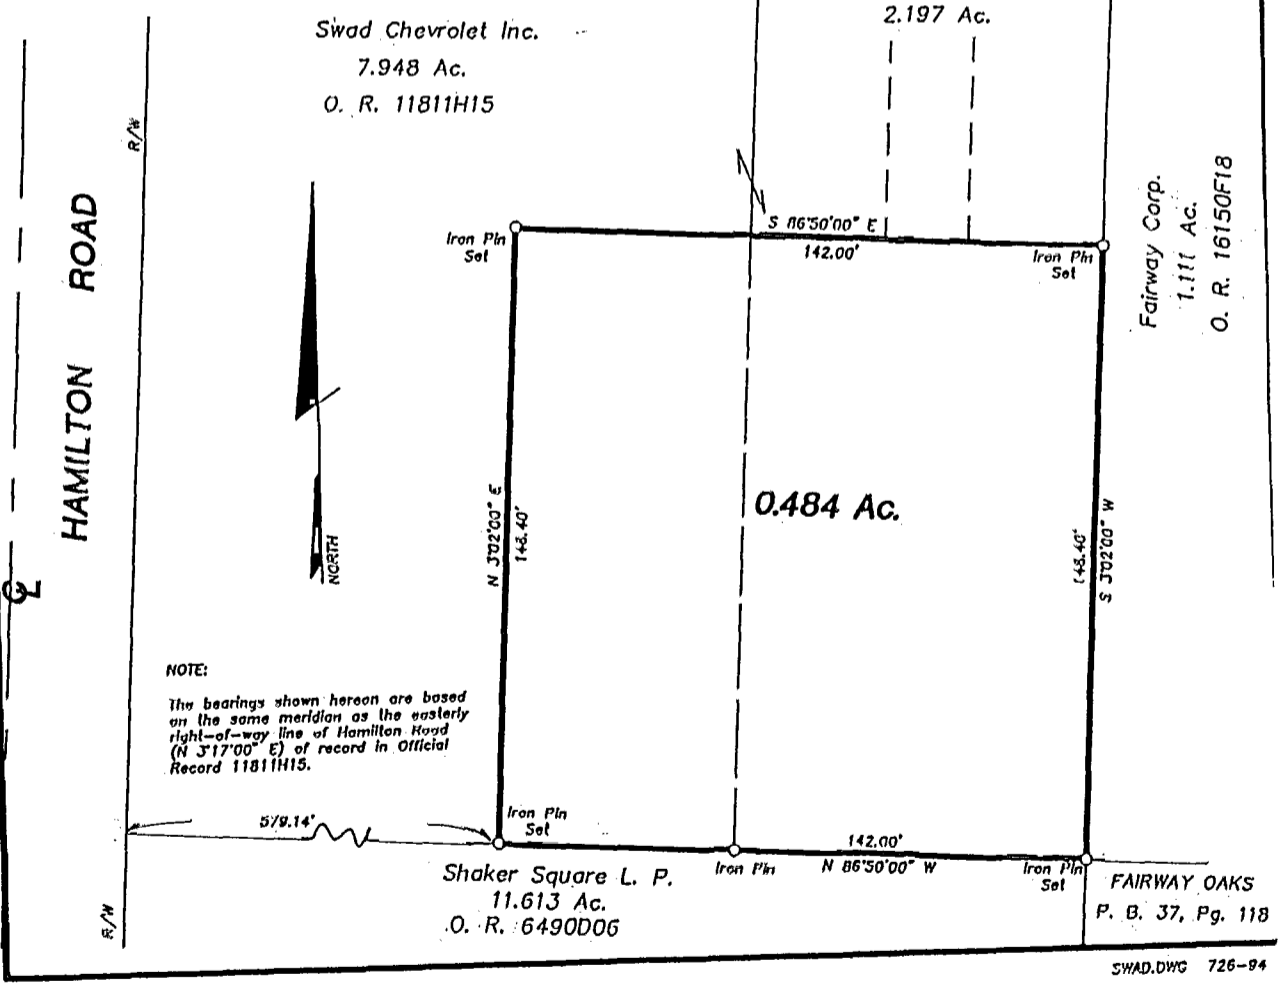 Swad Chevrolet Inc.
7.948 Ac.
O. R. 11811H15
2.197 Ac.
R/W
HAMILTON ROAD
Fairway Corp.
1.111 Ac.
O. R. 16150F18
Iron Pin
Set
S 86°50'00" E
142.00'
Iron Pin
Set
N 3°02'00" E
148.40'
0.484 Ac.
148.40'
S 3°02'00" W
NORTH
NOTE:
The bearings shown hereon are based
on the same meridian as the easterly
right-of-way line of Hamilton Road
(N 3°17'00" E) of record in Official
Record 11811H15.
579.14'
Iron Pin
Set
142.00'
Iron Pin
N 86°50'00" W
Iron Pin
Set
Shaker Square L. P.
11.613 Ac.
O. R. 6490D06
FAIRWAY OAKS
P. B. 37, Pg. 118
R/W
SWAD.DWG 726-94